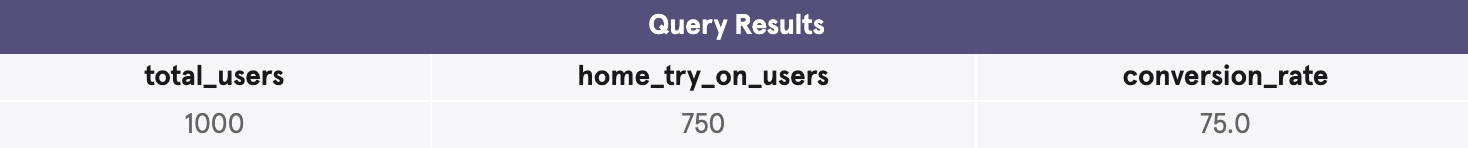 Query Results
total_users home_try_on_users conversion_rate
1000 750 75.0